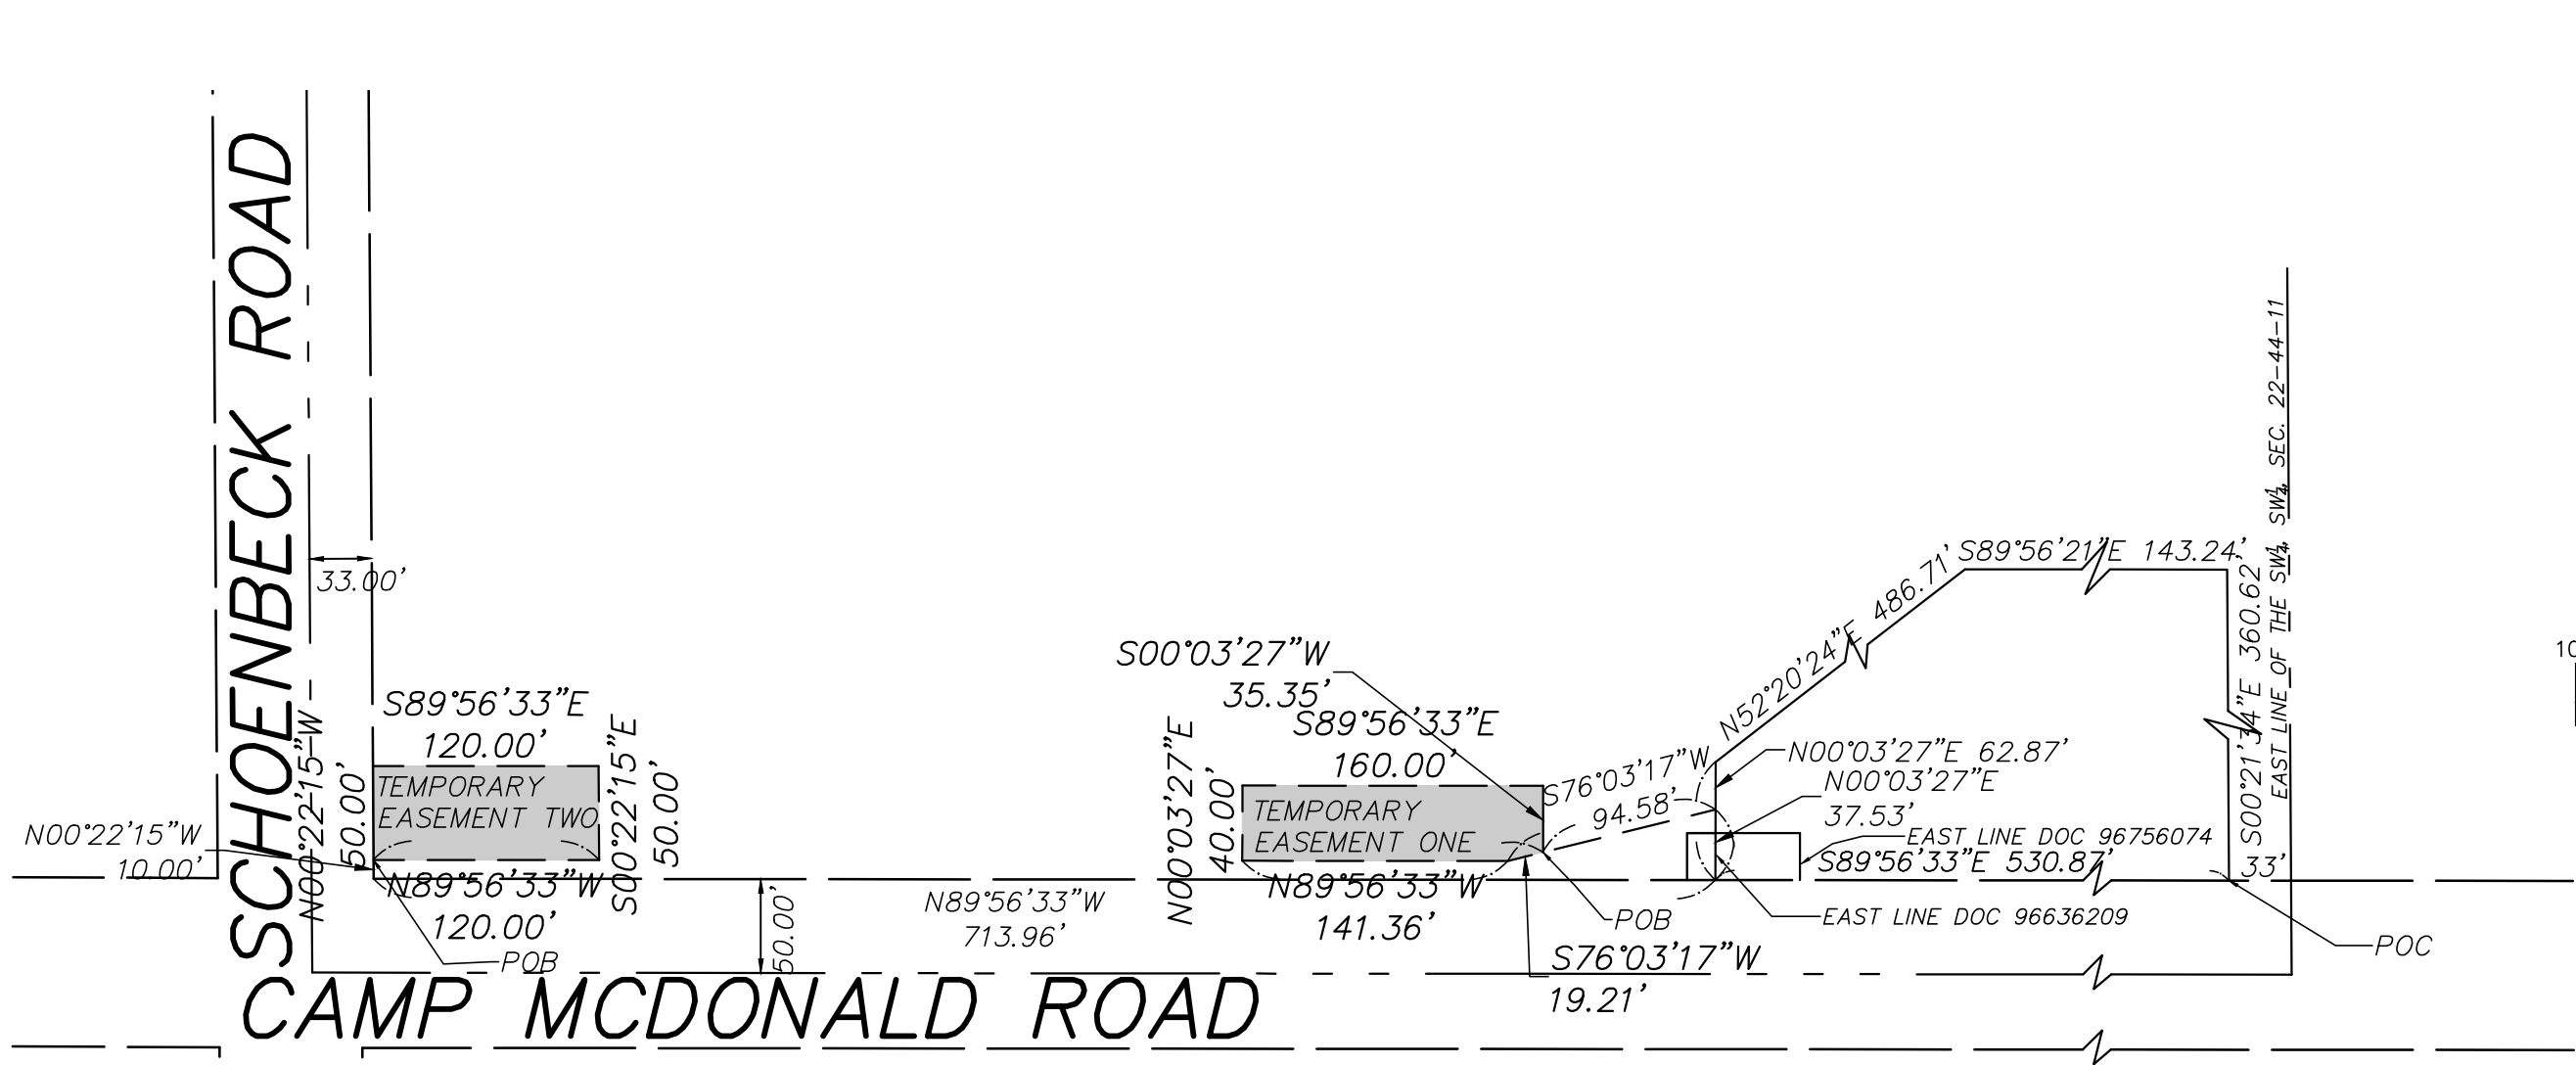 SCHOENBECK ROAD
33.00’
S89°56’33”E
120.00’
TEMPORARY
EASEMENT TWO
N00°22’15”W
50.00’
S00°22’15”E
50.00’
N00°22’15”W
10.00’
N89°56’33”W
120.00’
POB
50.00’
N89°56’33”W
713.96’
CAMP MCDONALD ROAD
S00°03’27”W
35.35’
S89°56’33”E
160.00’
N00°03’27”E
40.00’
TEMPORARY
EASEMENT ONE
N89°56’33”W
141.36’
S76°03’17”W
94.58’
POB
S76°03’17”W
19.21’
N52°20’24”E 486.71’
S89°56’21”E 143.24’
N00°03’27”E 62.87’
N00°03’27”E
37.53’
EAST LINE DOC 96756074
S89°56’33”E 530.87’
EAST LINE DOC 96636209
S00°21’34”E 360.62’
EAST LINE OF THE SW¼, SW¼, SEC. 22-44-11
33’
POC
10